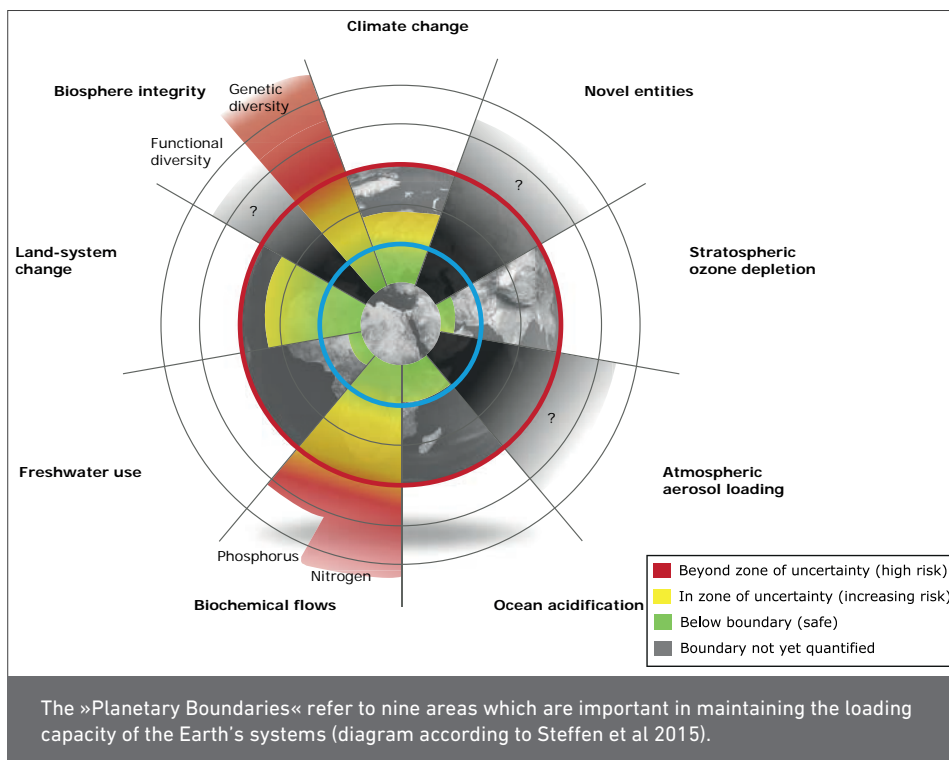 Climate change
Biosphere integrity
Genetic
diversity
Novel entities
Functional
diversity
?
?
Land-system
change
Stratospheric
ozone depletion
?
Freshwater use
Atmospheric
aerosol loading
Phosphorus
Nitrogen
Biochemical flows
Ocean acidification
Beyond zone of uncertainty (high risk)
In zone of uncertainty (increasing risk)
Below boundary (safe)
Boundary not yet quantified
The »Planetary Boundaries« refer to nine areas which are important in maintaining the loading
capacity of the Earth's systems (diagram according to Steffen et al 2015).